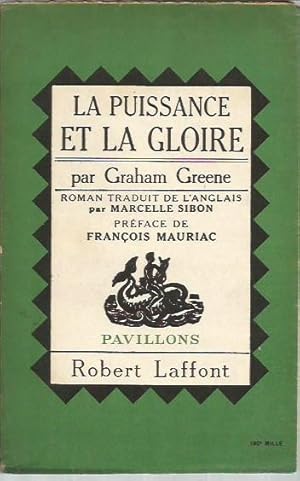 LA PUISSANCE
ET LA GLOIRE
par Graham Greene
ROMAN TRADUIT DE L'ANGLAIS
par MARCELLE SIBON
PRÉFACE DE
FRANÇOIS MAURIAC
PAVILLONS
Robert Laffont
MILLE